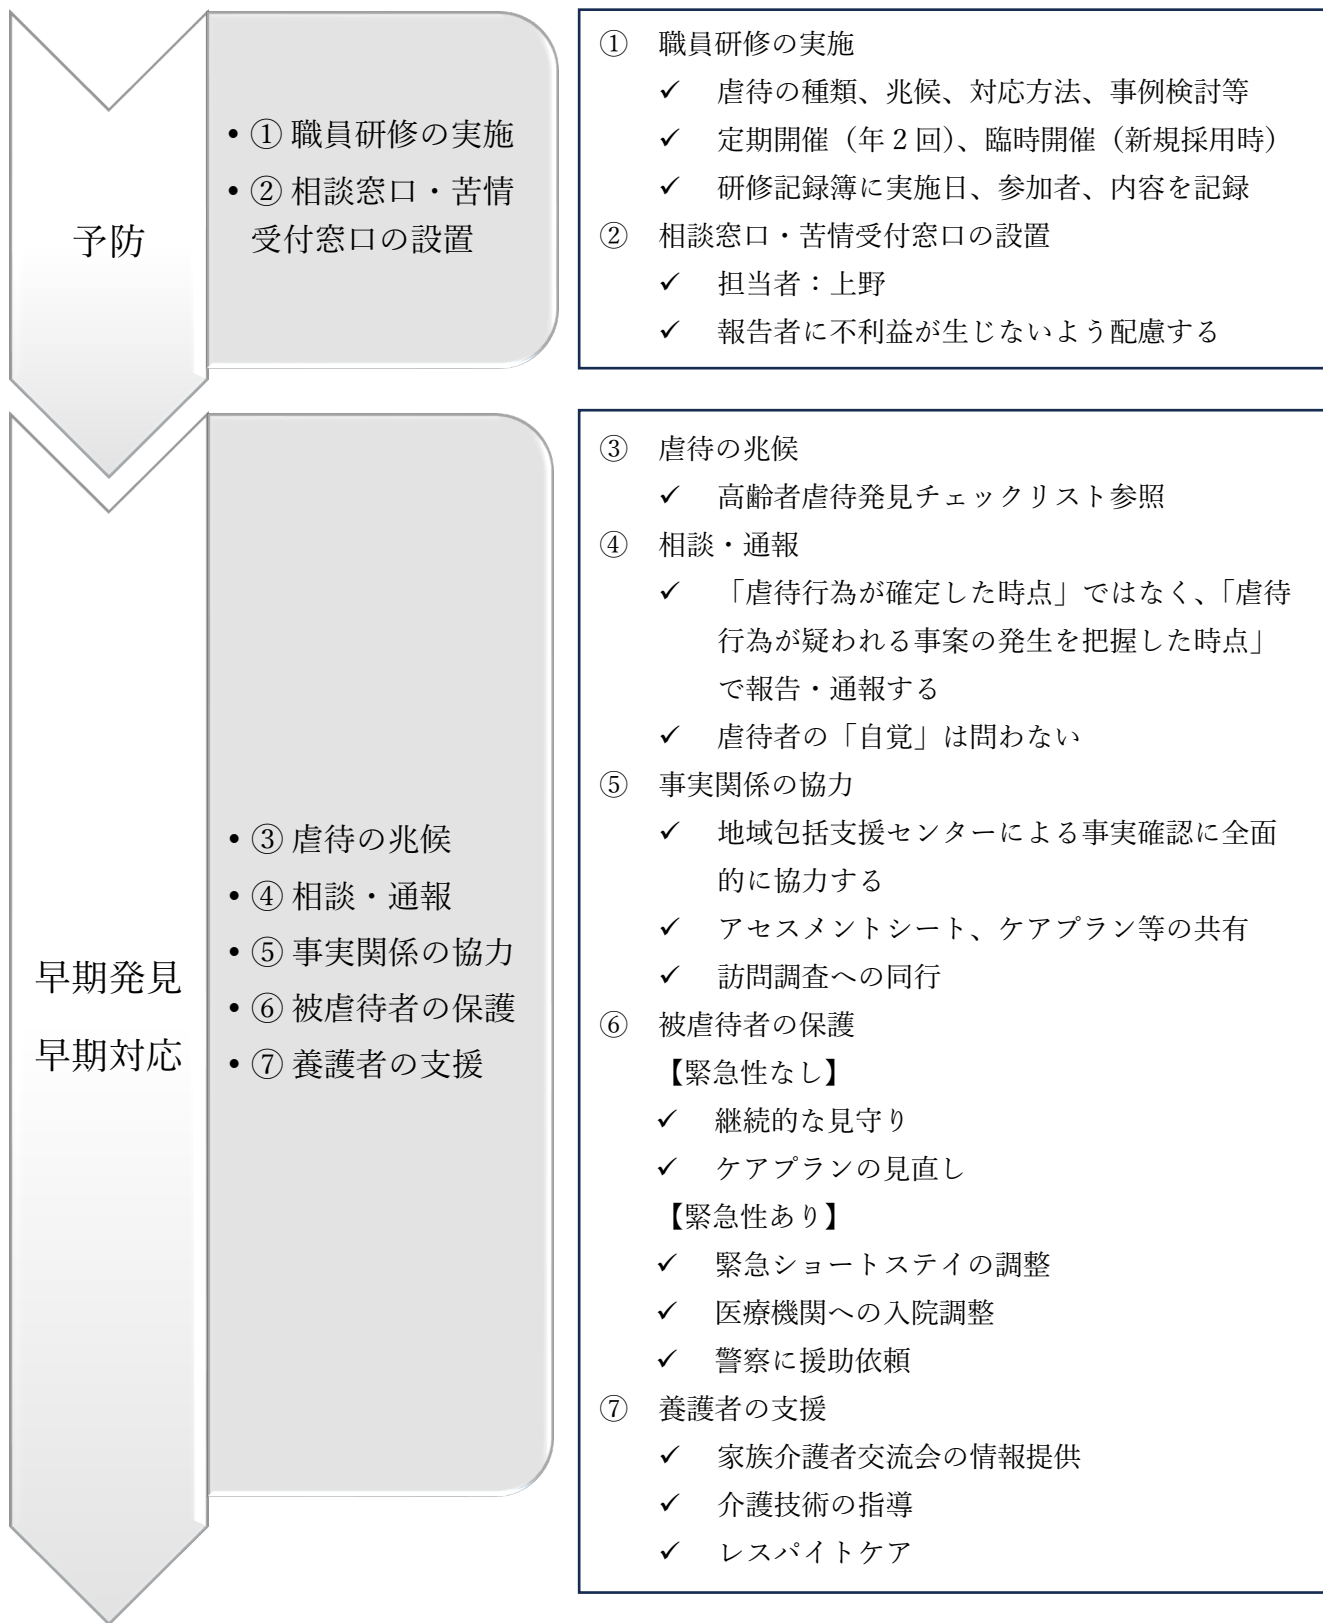 予防
• ① 職員研修の実施
• ② 相談窓口・苦情
受付窓口の設置
① 職員研修の実施
✓ 虐待の種類、兆候、対応方法、事例検討等
✓ 定期開催（年 2 回）、臨時開催（新規採用時）
✓ 研修記録簿に実施日、参加者、内容を記録
② 相談窓口・苦情受付窓口の設置
✓ 担当者：上野
✓ 報告者に不利益が生じないよう配慮する
早期発見
早期対応
• ③ 虐待の兆候
• ④ 相談・通報
• ⑤ 事実関係の協力
• ⑥ 被虐待者の保護
• ⑦ 養護者の支援
③ 虐待の兆候
✓ 高齢者虐待発見チェックリスト参照
④ 相談・通報
✓ 「虐待行為が確定した時点」ではなく、「虐待
行為が疑われる事案の発生を把握した時点」
で報告・通報する
✓ 虐待者の「自覚」は問わない
⑤ 事実関係の協力
✓ 地域包括支援センターによる事実確認に全面
的に協力する
✓ アセスメントシート、ケアプラン等の共有
✓ 訪問調査への同行
⑥ 被虐待者の保護
【緊急性なし】
✓ 継続的な見守り
✓ ケアプランの見直し
【緊急性あり】
✓ 緊急ショートステイの調整
✓ 医療機関への入院調整
✓ 警察に援助依頼
⑦ 養護者の支援
✓ 家族介護者交流会の情報提供
✓ 介護技術の指導
✓ レスパイトケア